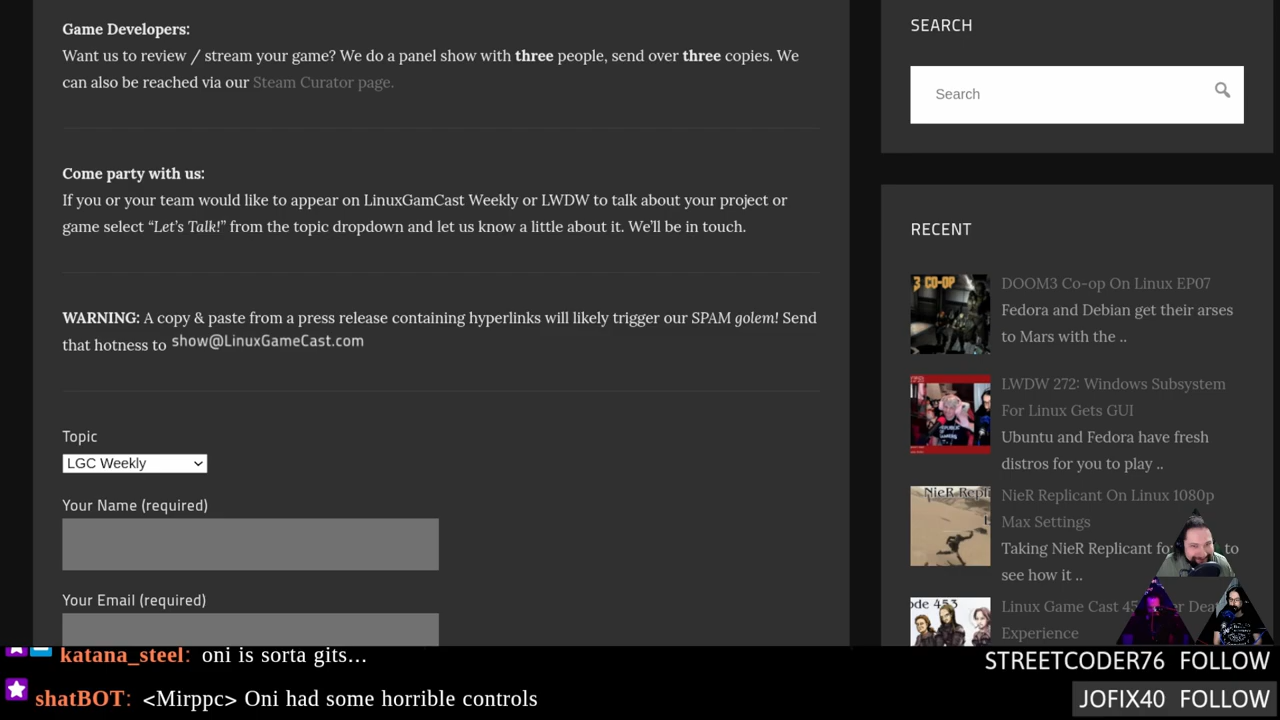 Game Developers:
Want us to review / stream your game? We do a panel show with three people, send over three copies. We
can also be reached via our Steam Curator page.
Come party with us:
If you or your team would like to appear on LinuxGamCast Weekly or LWDW to talk about your project or
game select “Let’s Talk!” from the topic dropdown and let us know a little about it. We’ll be in touch.
WARNING: A copy & paste from a press release containing hyperlinks will likely trigger our SPAM golem! Send
that hotness to show@LinuxGameCast.com
Topic
LGC Weekly
Your Name (required)
Your Email (required)
SEARCH
Search
RECENT
3 CO-OP
DOOM3 Co-op On Linux EP07
Fedora and Debian get their arses
to Mars with the ..
LWDW 272: Windows Subsystem
For Linux Gets GUI
Ubuntu and Fedora have fresh
distros for you to play ..
NieR Repli
NieR Replicant On Linux 1080p
Max Settings
Taking NieR Replicant to
see how it ..
ode 453
Linux Game Cast
Experience
katana_steel: oni is sorta gits...
shatBOT: <Mirppc> Oni had some horrible controls
STREETCODER76 FOLLOW
JOFIX40 FOLLOW